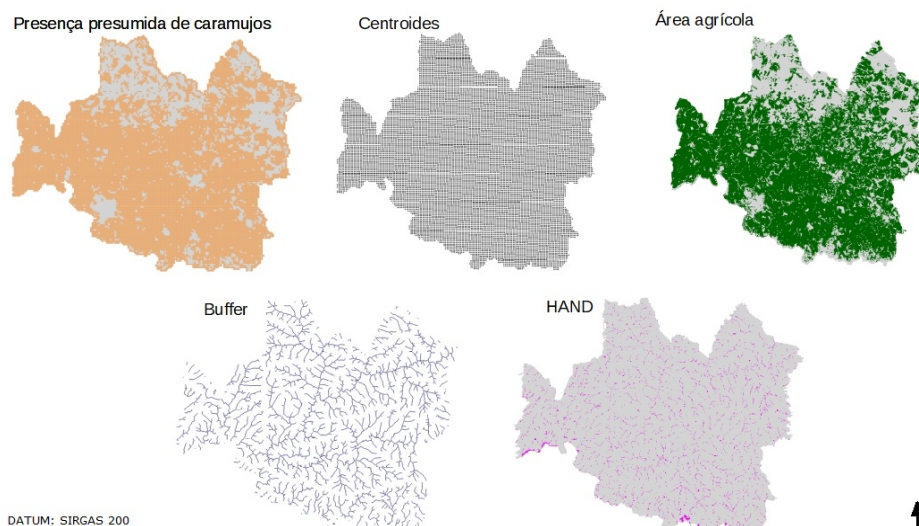 Presença presumida de caramujos
Centroides
Área agrícola
Buffer
HAND
DATUM: SIRGAS 200